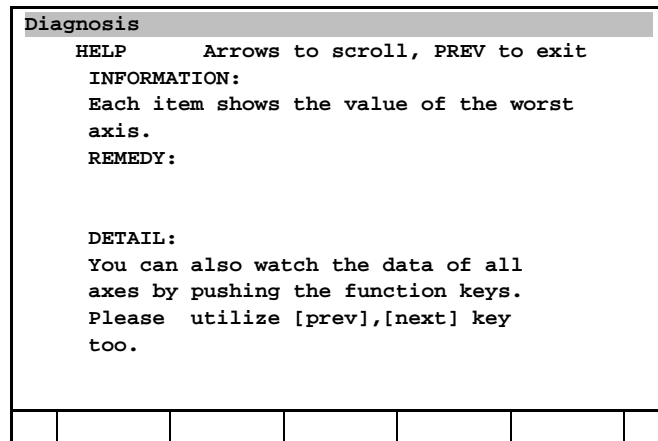 Diagnosis
HELP Arrows to scroll, PREV to exit
INFORMATION:
Each item shows the value of the worst
axis.
REMEDY:
DETAIL:
You can also watch the data of all
axes by pushing the function keys.
Please utilize [prev],[next] key
too.